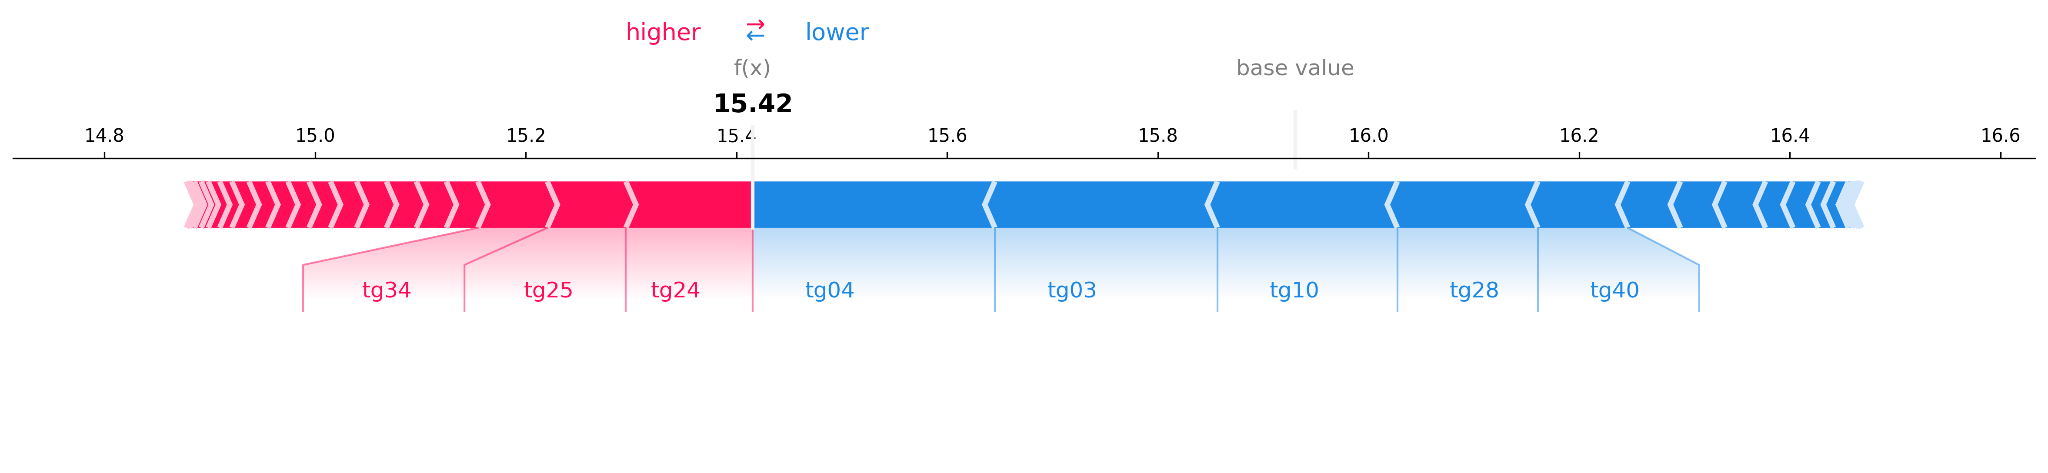 higher ⇄ lower
f(x) base value
15.42
14.8 15.0 15.2 15.4 15.6 15.8 16.0 16.2 16.4 16.6
tg34 tg25 tg24 tg04 tg03 tg10 tg28 tg40